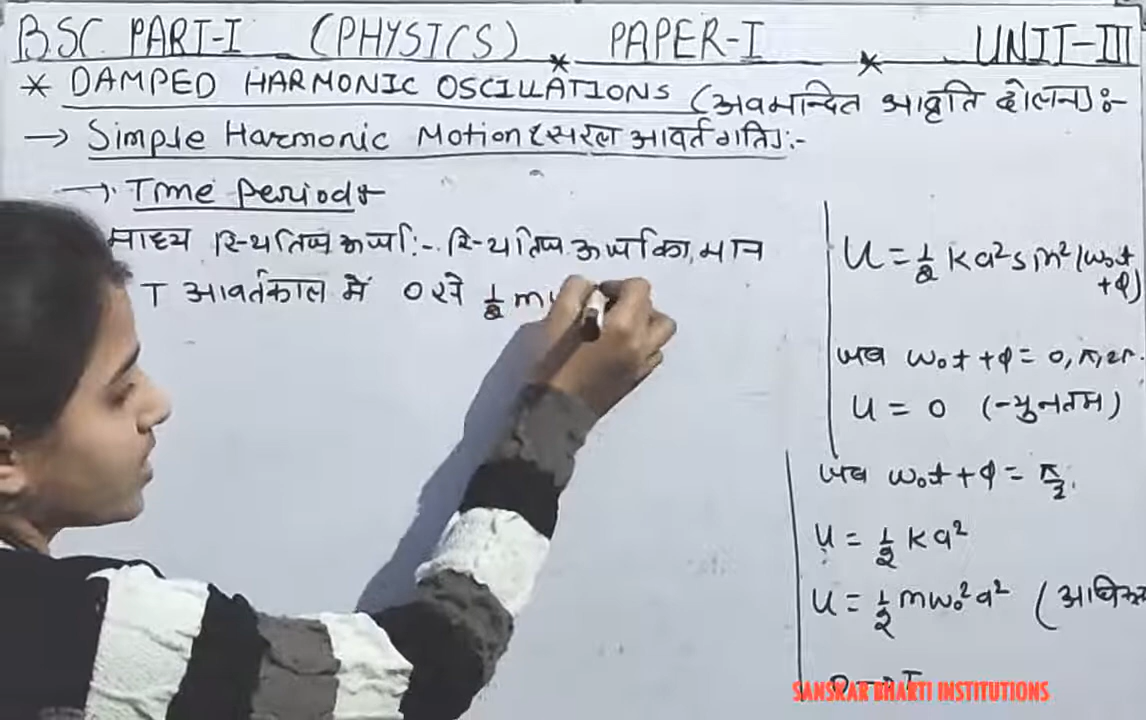 BSC PART-I (PHYSICS) * PAPER-I * UNIT-III
* DAMPED HARMONIC OSCILLATIONS (अवमन्दित आवृति दोलन):-
→ Simple Harmonic Motion (सरल आवर्त गति):-
→ Time Period:-
माध्य स्थितिज ऊर्जा:- स्थितिज ऊर्जा का मान
T आवर्तकाल में 0 से 1/2 m
U = 1/2 ka² sin² (ω₀t
+ φ)
जब ω₀t + φ = 0, π, 2π.
U = 0 (न्युनतम)
जब ω₀t + φ = π/2.
U = 1/2 ka²
U = 1/2 mω₀²a² (
SANSKAR BHARTI INSTITUTIONS